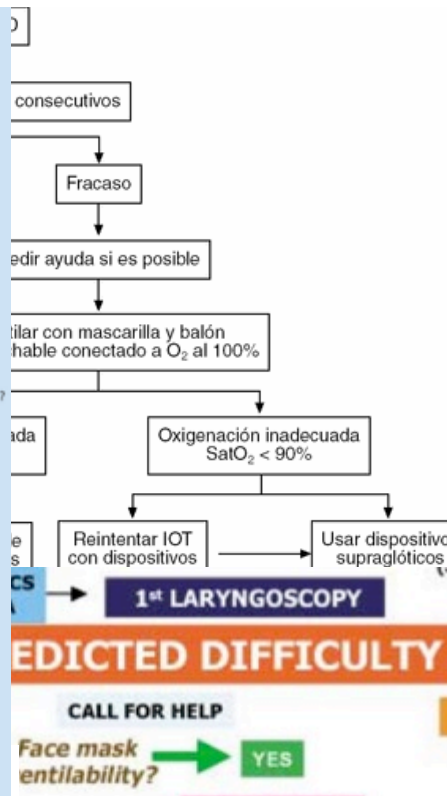 consecutivos
Fracaso
edir ayuda si es posible
tilar con mascarilla y balón
chable conectado a O₂ al 100%
?
ada
Oxigenación inadecuada
SatO₂ < 90%
e
s
Reintentar IOT
con dispositivos
Usar dispositivo
supraglóticos
CS
A
1st LARYNGOSCOPY
EDICTED DIFFICULTY
CALL FOR HELP
Face mask
entilability?
YES